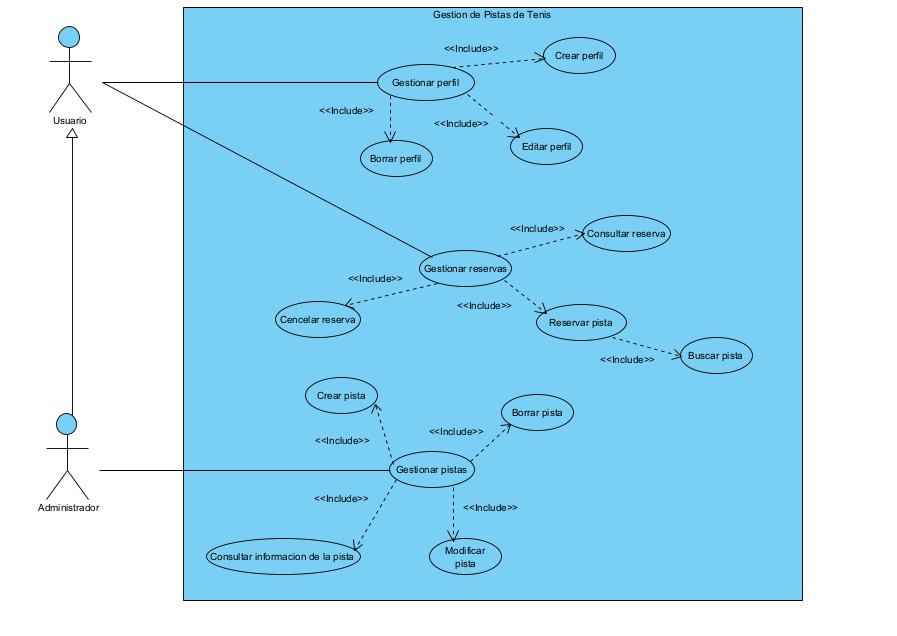 Gestion de Pistas de Tenis
Usuario
<<Include>>
Crear perfil
Gestionar perfil
<<Include>>
<<Include>>
Borrar perfil
Editar perfil
<<Include>>
Consultar reserva
Gestionar reservas
<<Include>>
<<Include>>
Cencelar reserva
Reservar pista
<<Include>>
Buscar pista
Crear pista
Borrar pista
<<Include>>
<<Include>>
Gestionar pistas
Administrador
<<Include>>
<<Include>>
Consultar informacion de la pista
Modificar
pista